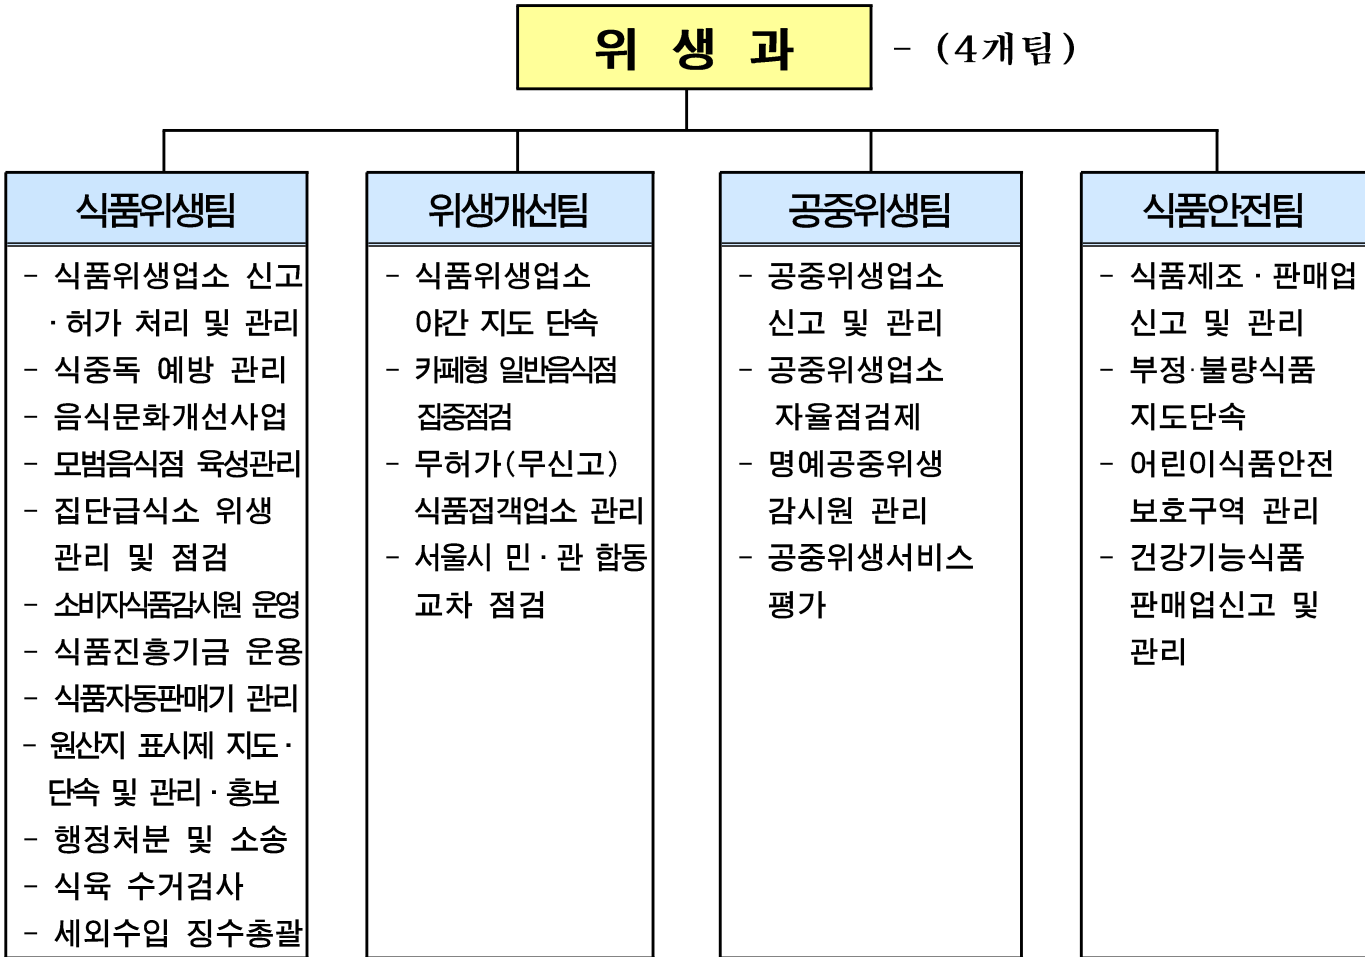 위 생 과 - (4개팀)
식품위생팀
- 식품위생업소 신고
·허가 처리 및 관리
- 식중독 예방 관리
- 음식문화개선사업
- 모범음식점 육성관리
- 집단급식소 위생
관리 및 점검
- 소비자식품감시원 운영
- 식품진흥기금 운용
- 식품자동판매기 관리
- 원산지 표시제 지도·
단속 및 관리·홍보
- 행정처분 및 소송
- 식육 수거검사
- 세외수입 징수총괄
위생개선팀
- 식품위생업소
야간 지도 단속
- 카페형 일반음식점
집중점검
- 무허가(무신고)
식품접객업소 관리
- 서울시 민·관 합동
교차 점검
공중위생팀
- 공중위생업소
신고 및 관리
- 공중위생업소
자율점검제
- 명예공중위생
감시원 관리
- 공중위생서비스
평가
식품안전팀
- 식품제조·판매업
신고 및 관리
- 부정·불량식품
지도단속
- 어린이식품안전
보호구역 관리
- 건강기능식품
판매업신고 및
관리